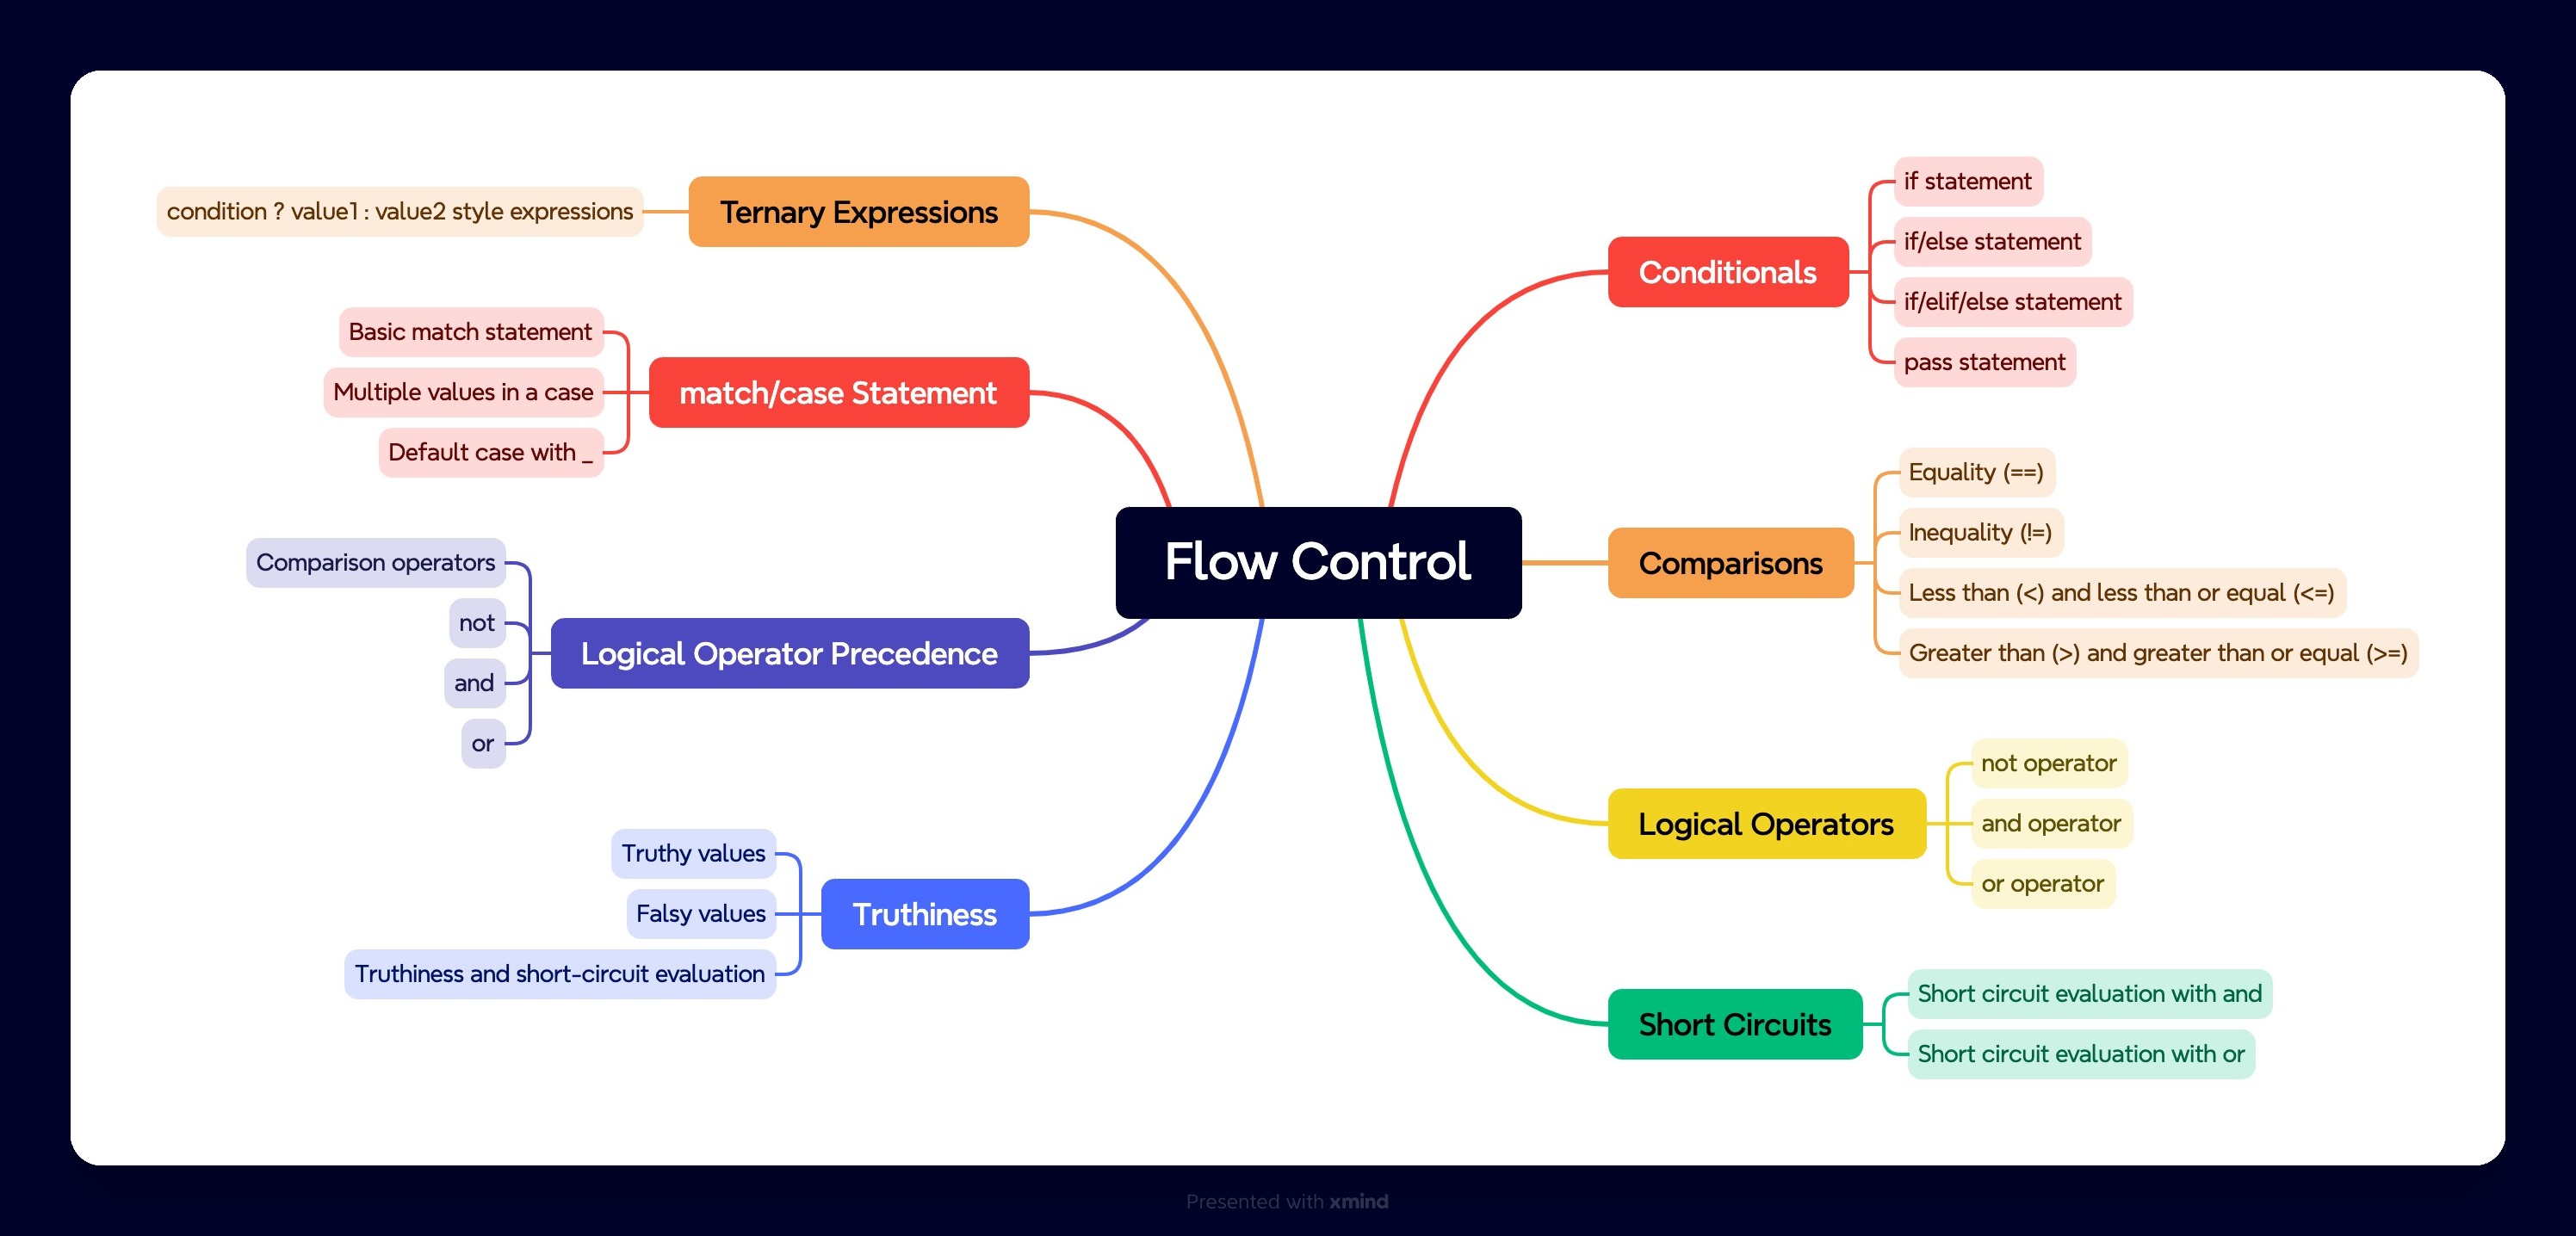 Flow Control
Conditionals
if statement
if/else statement
if/elif/else statement
pass statement
Comparisons
Equality (==)
Inequality (!=)
Less than (<) and less than or equal (<=)
Greater than (>) and greater than or equal (>=)
Logical Operators
not operator
and operator
or operator
Short Circuits
Short circuit evaluation with and
Short circuit evaluation with or
Ternary Expressions
condition ? value1 : value2 style expressions
match/case Statement
Basic match statement
Multiple values in a case
Default case with _
Logical Operator Precedence
Comparison operators
not
and
or
Truthiness
Truthy values
Falsy values
Truthiness and short-circuit evaluation
Presented with xmind